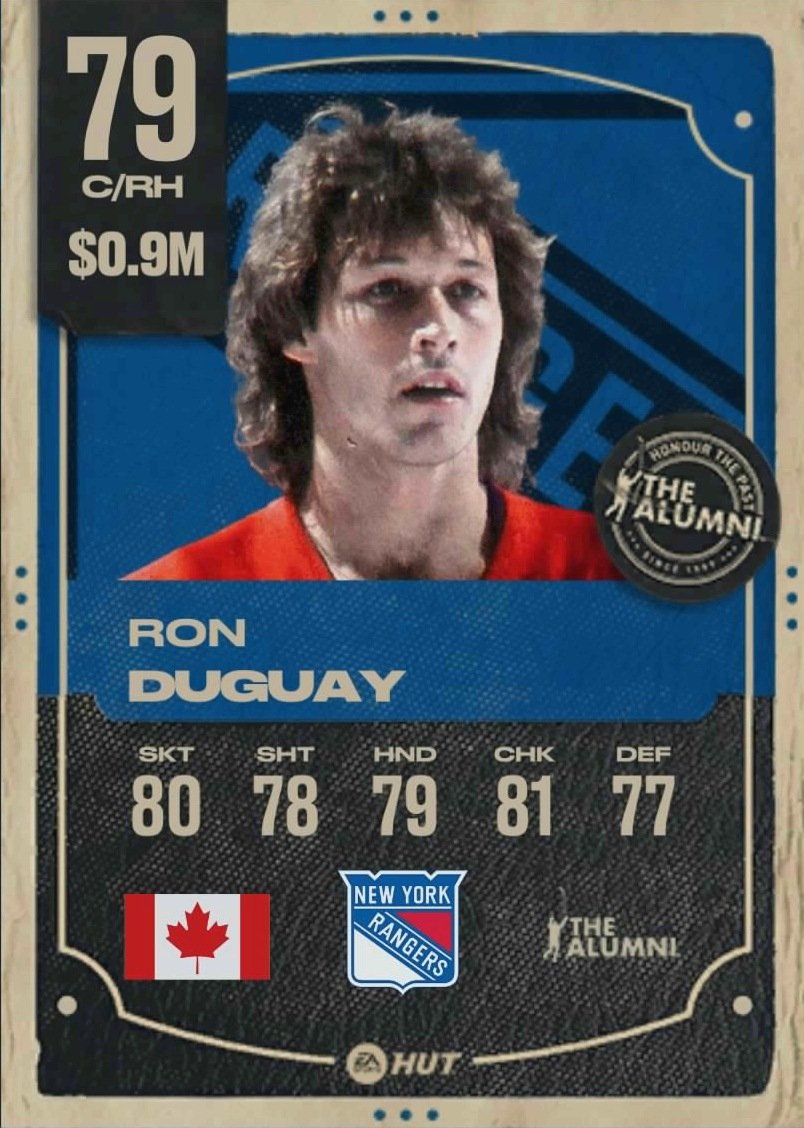 79
C/RH
$0.9M
HONOUR THE PAST
THE
ALUMNI
RON
DUGUAY
SKT SHT HND CHK DEF
80 78 79 81 77
NEW YORK
RANGERS
THE
ALUMNI
HUT